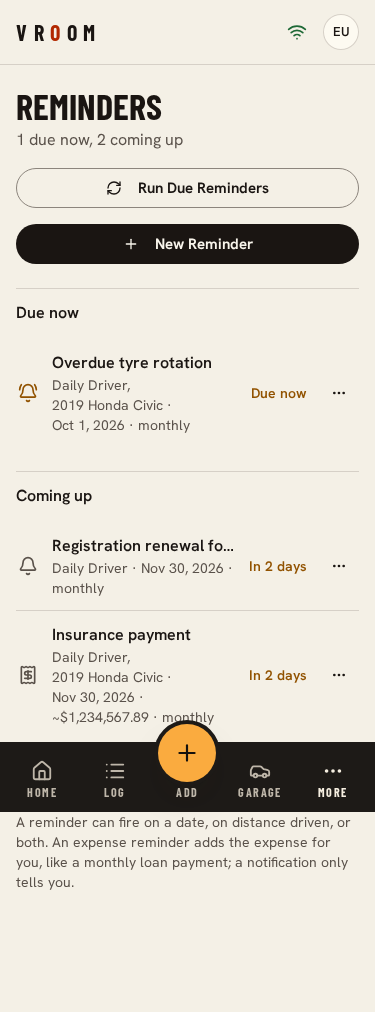 VROOM
EU
REMINDERS
1 due now, 2 coming up
Run Due Reminders
New Reminder
Due now
Overdue tyre rotation
Daily Driver,
2019 Honda Civic ·
Oct 1, 2026 · monthly
Due now
Coming up
Registration renewal fo…
Daily Driver · Nov 30, 2026 ·
monthly
In 2 days
Insurance payment
Daily Driver,
2019 Honda Civic ·
Nov 30, 2026 ·
~$1,234,567.89 · monthly
In 2 days
HOME
LOG
ADD
GARAGE
MORE
A reminder can fire on a date, on distance driven, or
both. An expense reminder adds the expense for
you, like a monthly loan payment; a notification only
tells you.